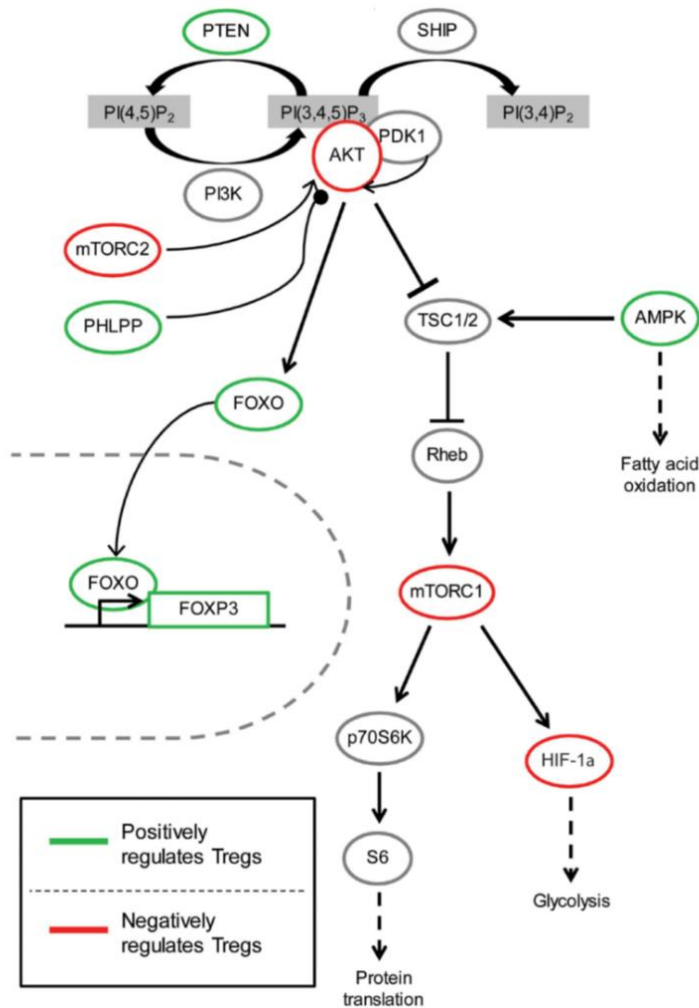 PTEN
SHIP
PI(4,5)P₂
PI(3,4,5)P₃
PI(3,4)P₂
PDK1
AKT
PI3K
mTORC2
PHLPP
TSC1/2
AMPK
FOXO
Rheb
Fatty acid
oxidation
FOXO
FOXP3
mTORC1
p70S6K
HIF-1a
S6
Glycolysis
Protein
translation
Positively
regulates Tregs
Negatively
regulates Tregs